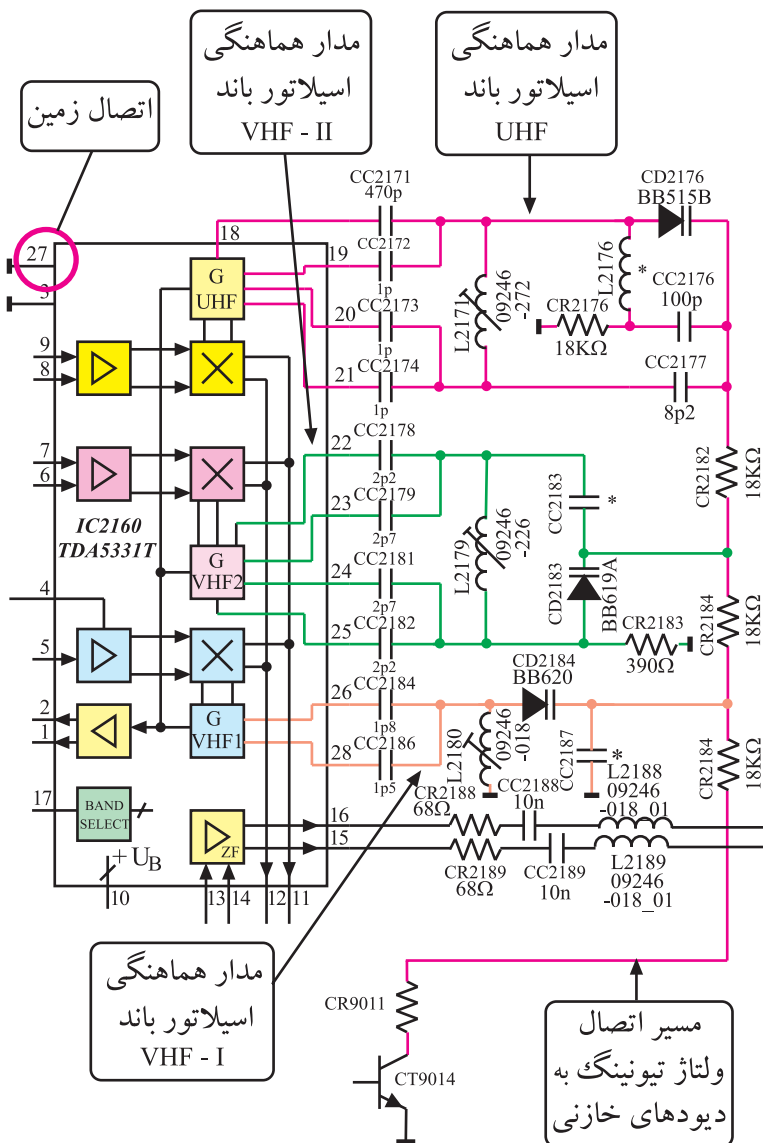 اتصال زمین
مدار هماهنگی
اسیلاتور باند
VHF - II
مدار هماهنگی
اسیلاتور باند
UHF
CC2171
470p
CD2176
BB515B
18
27
19
CC2172
1p
G
UHF
L2171
09246
-272
L2176
*
CC2176
100p
CR2176
18KΩ
3
20
CC2173
1p
9
8
21
CC2174
1p
CC2177
8p2
22
CC2178
2p2
CR2182
18KΩ
7
6
23
CC2179
2p7
CC2183
*
IC2160
TDA5331T
L2179
09246
-226
G
VHF2
24
CC2181
2p7
CD2183
BB619A
4
25
CC2182
2p2
CR2183
390Ω
CR2184
18KΩ
5
26
CC2184
1p8
CD2184
BB620
2
1
G
VHF1
28
CC2186
1p5
L2180
09246
-018
CC2187
*
CR2184
18KΩ
17
BAND
SELECT
16
15
CR2188
68Ω
CC2188
10n
L2188
09246
-018_01
ZF
+U_B
CR2189
68Ω
CC2189
10n
L2189
09246
-018_01
10
13
14
12
11
مدار هماهنگی
اسیلاتور باند
VHF - I
CR9011
CT9014
مسیر اتصال
ولتاژ تیونینگ به
دیودهای خازنی